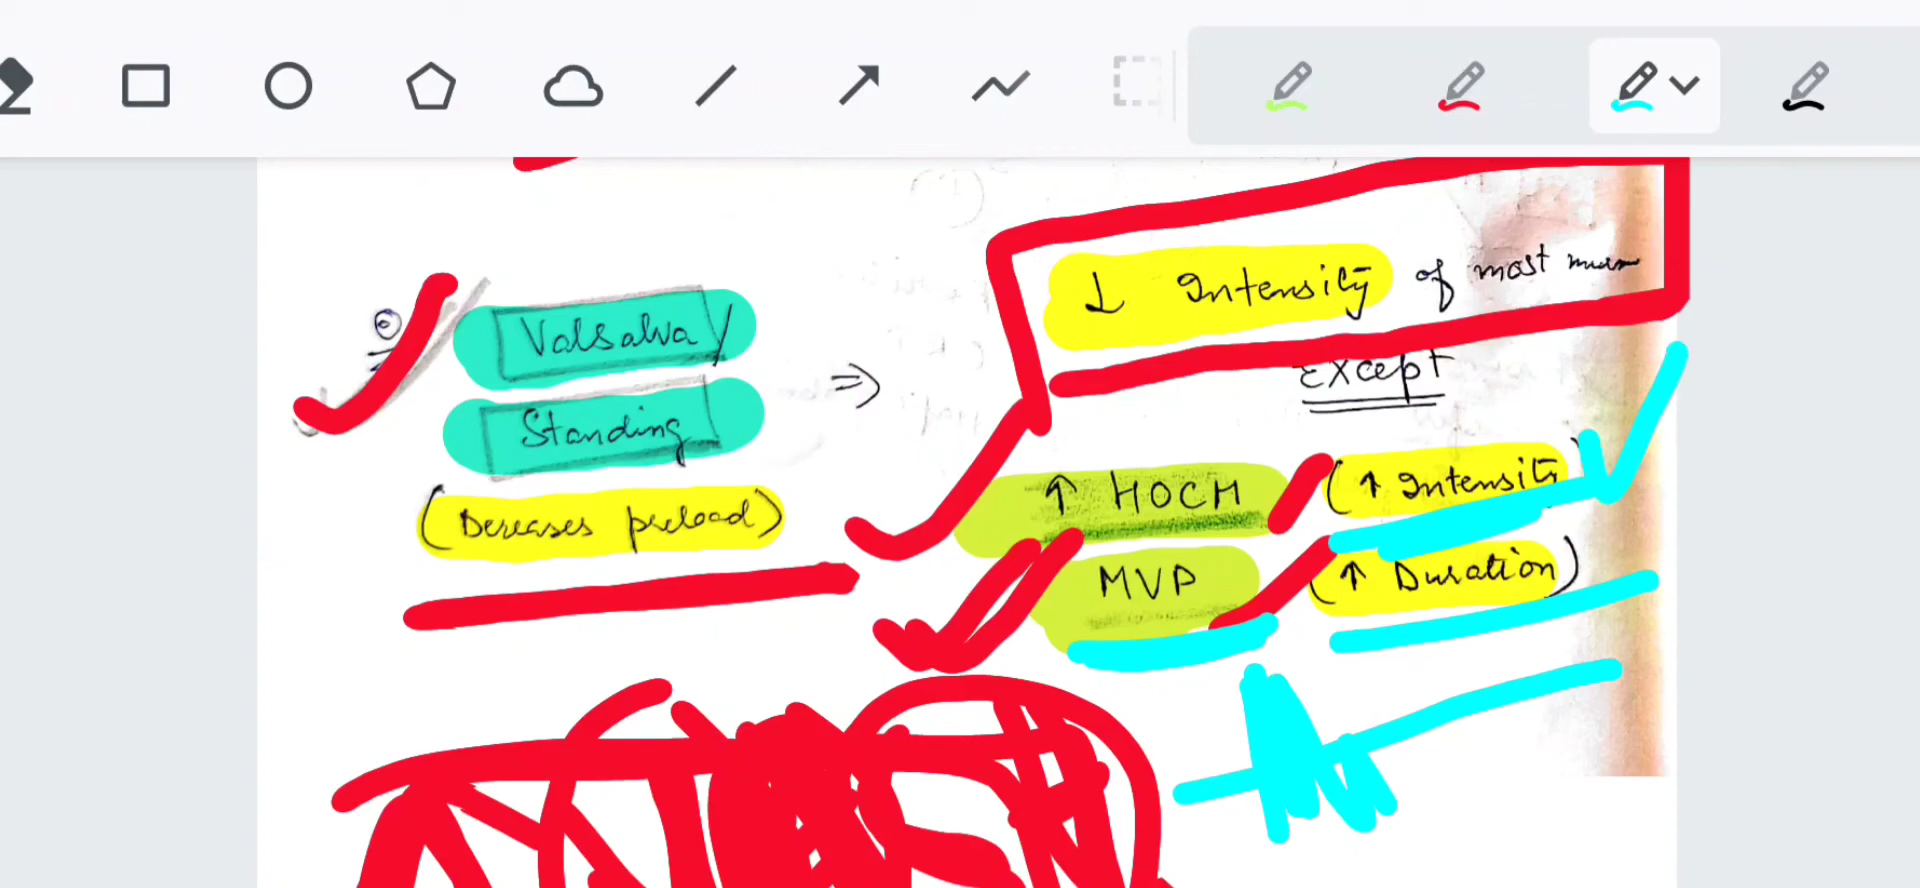 ↓ Intensity of most murm
Valsalva /
Standing ⇒
Except
(Decreases preload)
↑ HOCM (↑ Intensity
MVP (↑ Duration)